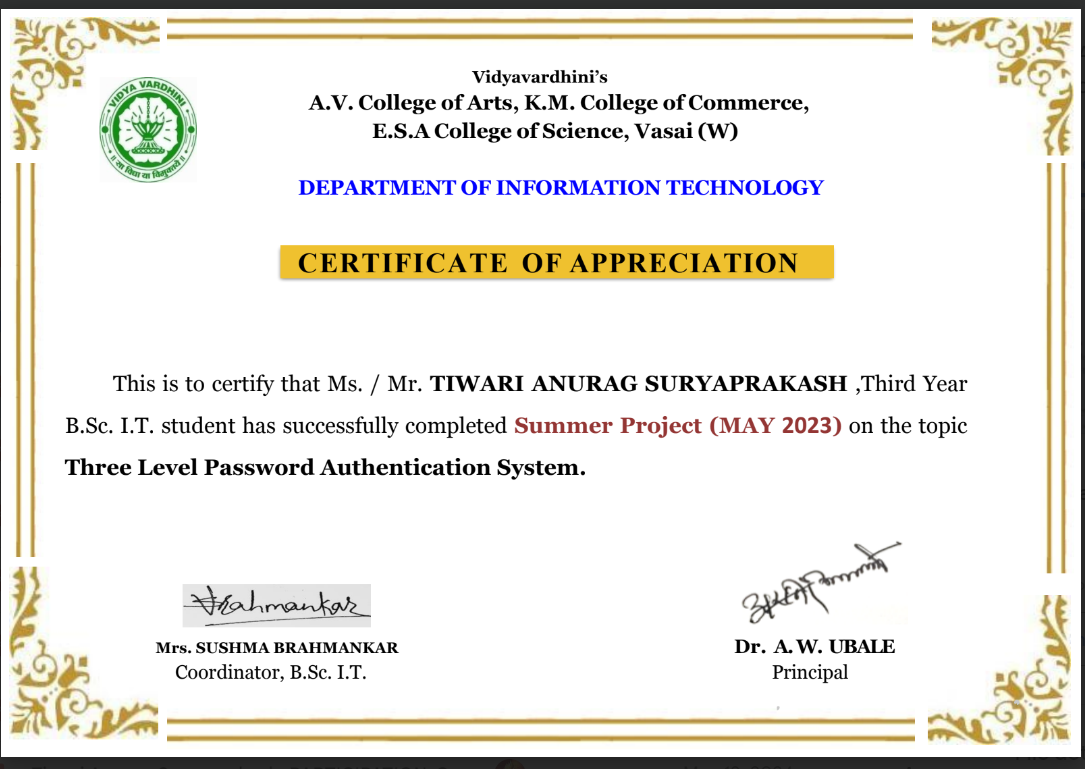 VIDYA VARDHINI
॥ सा विद्या या विमुक्तये ॥
Vidyavardhini’s
A.V. College of Arts, K.M. College of Commerce,
E.S.A College of Science, Vasai (W)
DEPARTMENT OF INFORMATION TECHNOLOGY
CERTIFICATE OF APPRECIATION
This is to certify that Ms. / Mr. TIWARI ANURAG SURYAPRAKASH ,Third Year
B.Sc. I.T. student has successfully completed Summer Project (MAY 2023) on the topic
Three Level Password Authentication System.
Brahmankar
Mrs. SUSHMA BRAHMANKAR
Coordinator, B.Sc. I.T.
Dr. A.W. UBALE
Principal